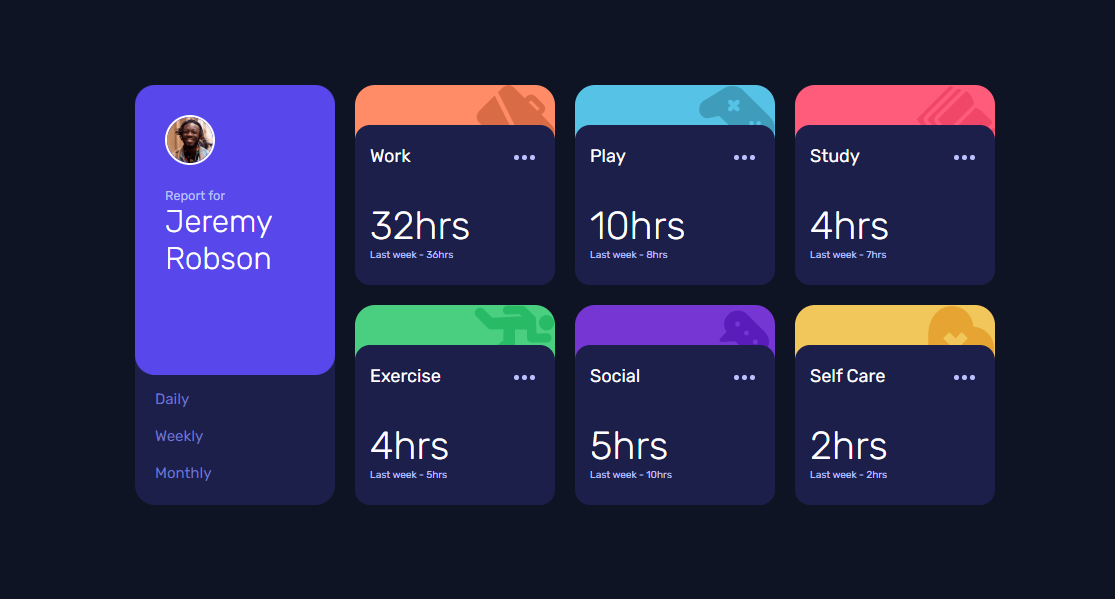 Report for
Jeremy
Robson
Daily
Weekly
Monthly
Work
32hrs
Last week - 36hrs
Play
10hrs
Last week - 8hrs
Study
4hrs
Last week - 7hrs
Exercise
4hrs
Last week - 5hrs
Social
5hrs
Last week - 10hrs
Self Care
2hrs
Last week - 2hrs